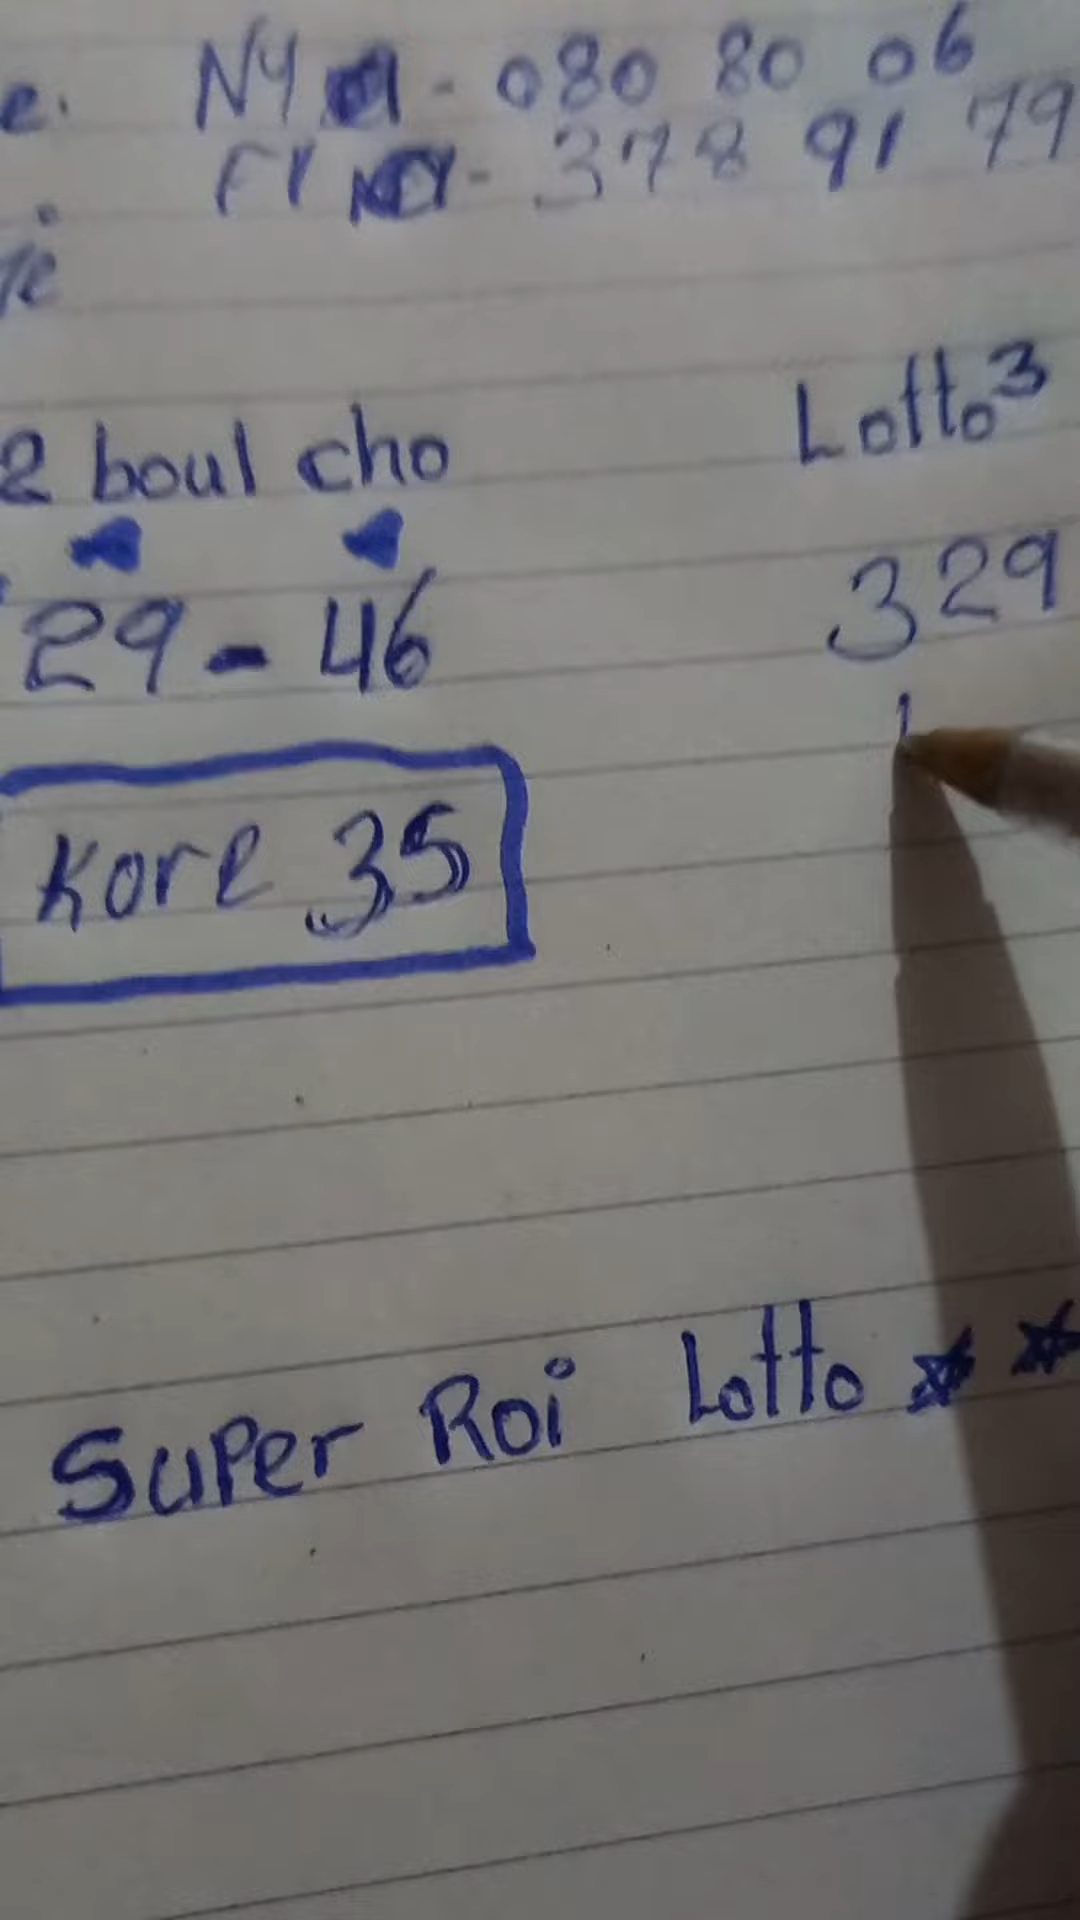 e. NY - 080 80 06
Fl - 378 91 79
2 boul cho
Lotto3
29 - 46
329
Kore 35
Super Roi Lotto